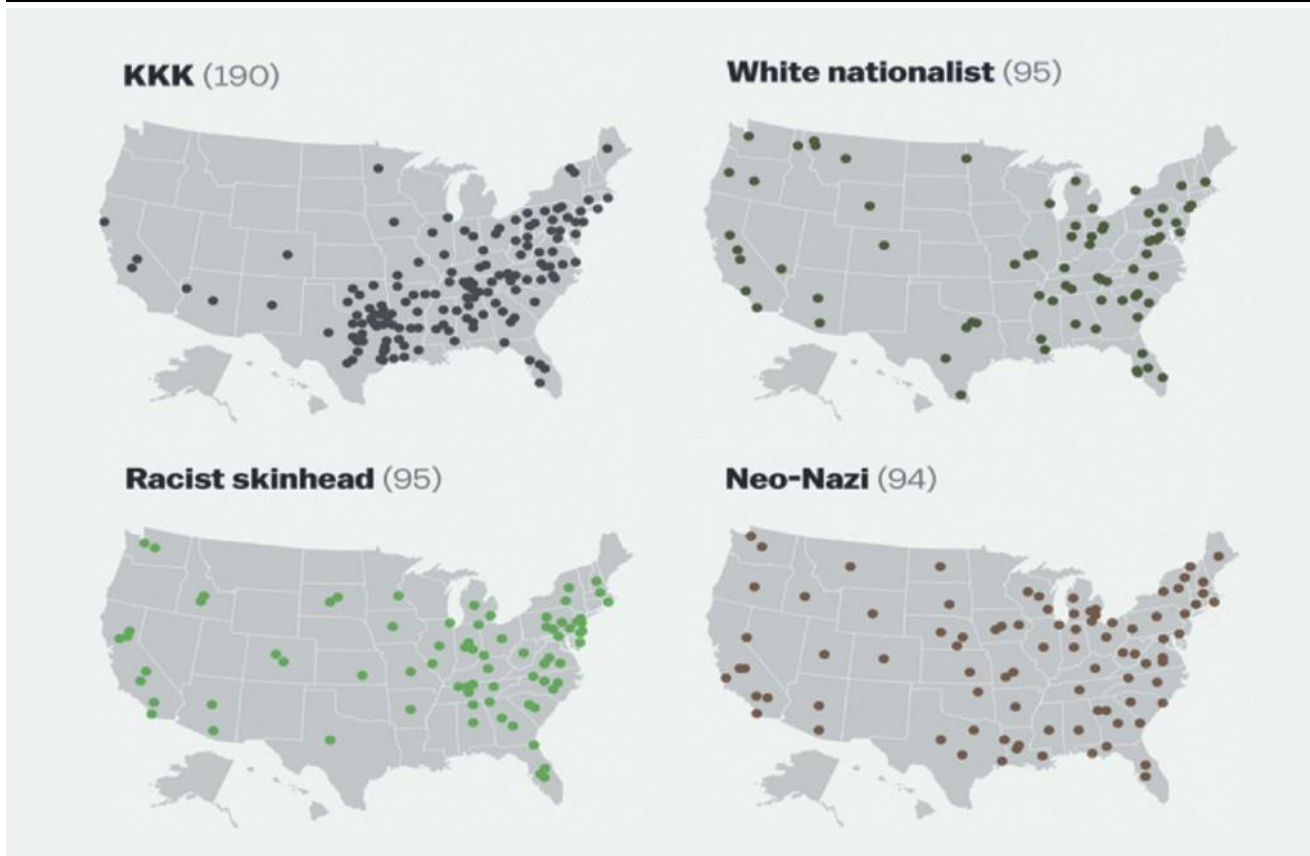 KKK (190)
White nationalist (95)
Racist skinhead (95)
Neo-Nazi (94)